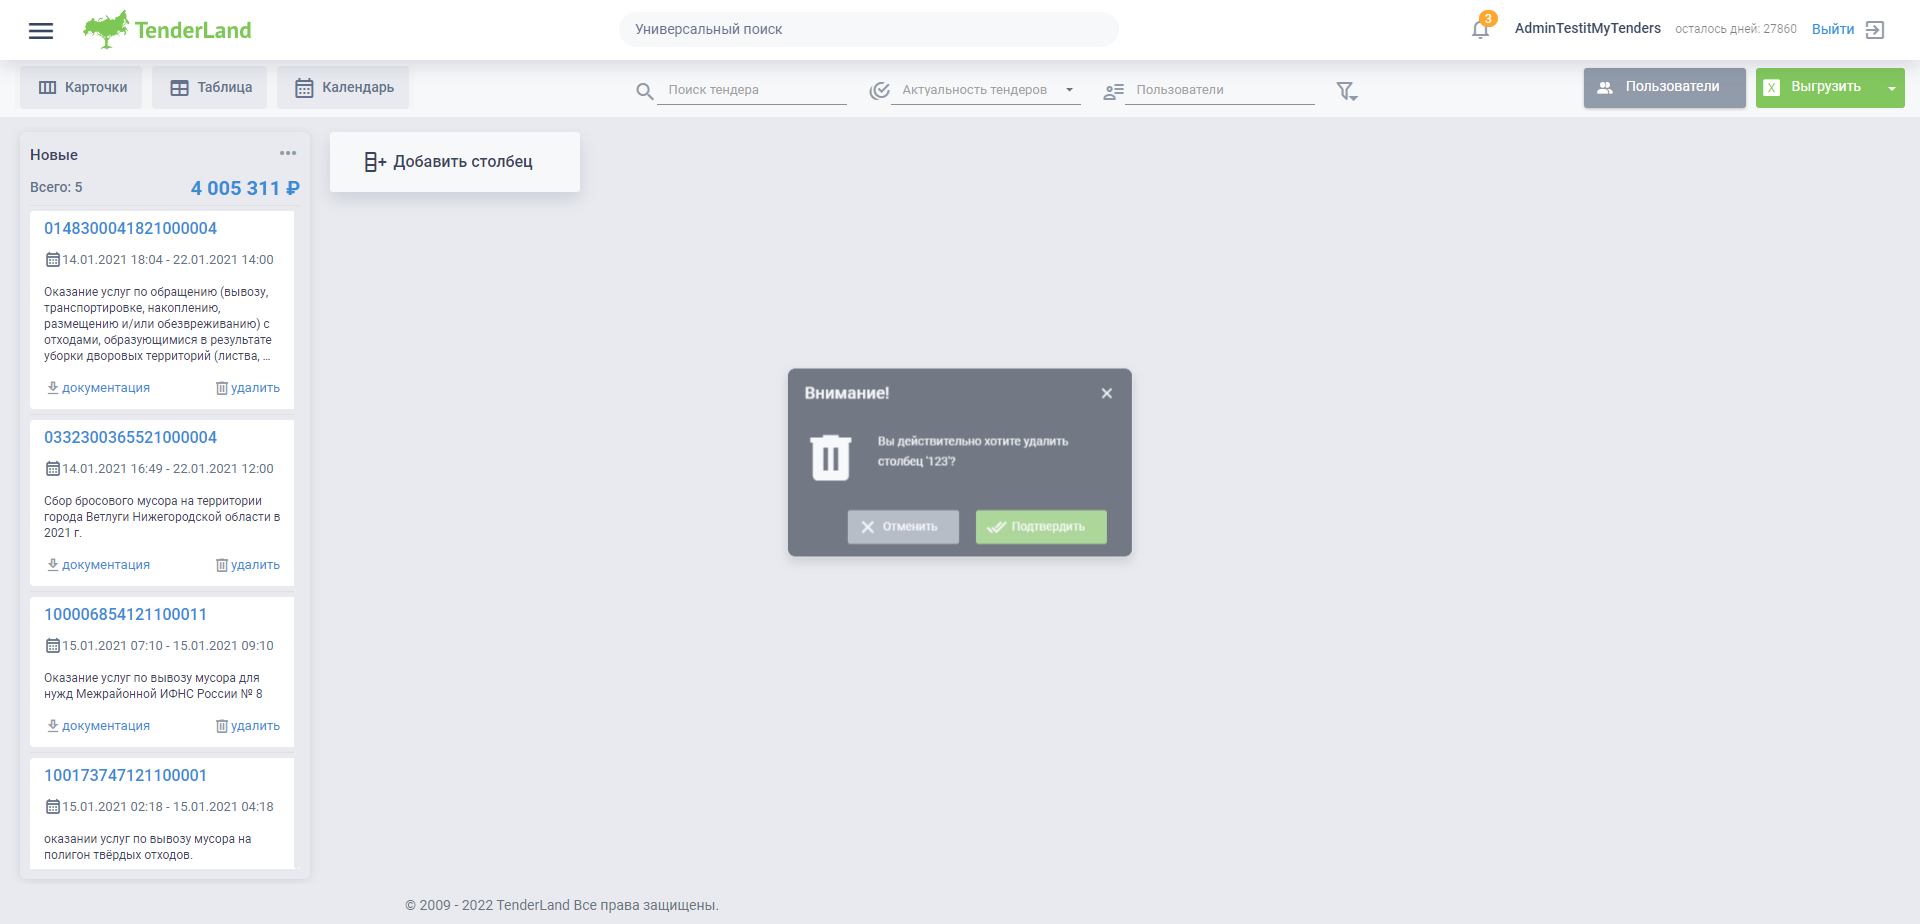 TenderLand
Универсальный поиск
3
AdminTestitMyTenders
осталось дней: 27860
Выйти
Карточки
Таблица
Календарь
Поиск тендера
Актуальность тендеров
Пользователи
Пользователи
X
Выгрузить
Новые
Всего: 5
4 005 311 ₽
0148300041821000004
14.01.2021 18:04 - 22.01.2021 14:00
Оказание услуг по обращению (вывозу,
транспортировке, накоплению,
размещению и/или обезвреживанию) с
отходами, образующимися в результате
уборки дворовых территорий (листва, ...
документация
удалить
0332300365521000004
14.01.2021 16:49 - 22.01.2021 12:00
Сбор бросового мусора на территории
города Ветлуги Нижегородской области в
2021 г.
документация
удалить
100006854121100011
15.01.2021 07:10 - 15.01.2021 09:10
Оказание услуг по вывозу мусора для
нужд Межрайонной ИФНС России № 8
документация
удалить
100173747121100001
15.01.2021 02:18 - 15.01.2021 04:18
оказании услуг по вывозу мусора на
полигон твёрдых отходов.
Добавить столбец
Внимание!
Вы действительно хотите удалить
столбец '123'?
Отменить
Подтвердить
© 2009 - 2022 TenderLand Все права защищены.